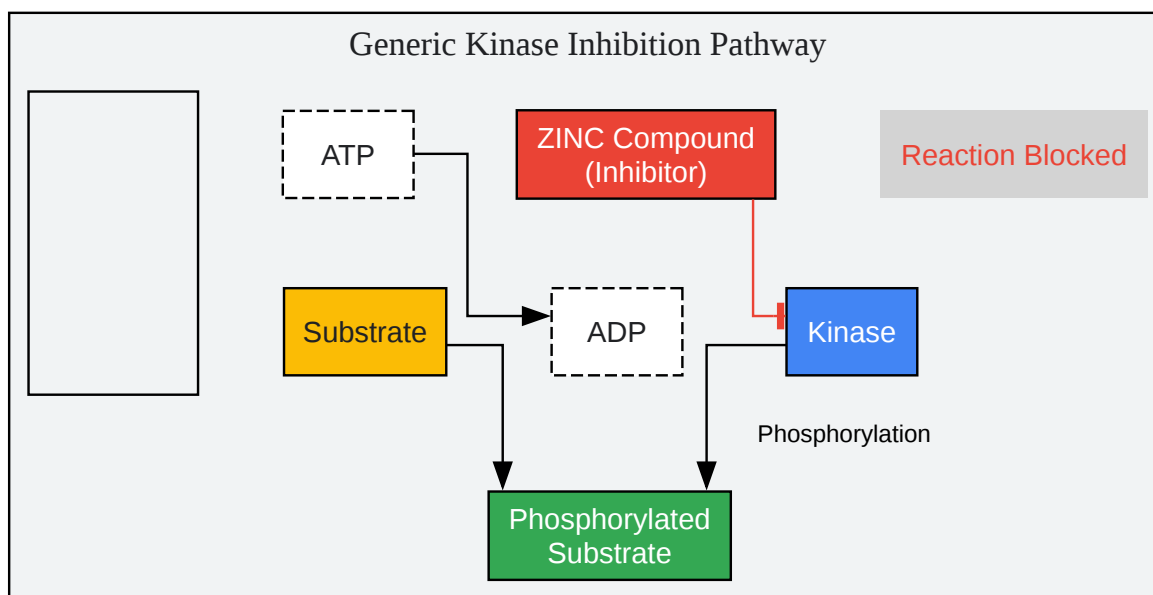 Generic Kinase Inhibition Pathway
ATP
ZINC Compound
(Inhibitor)
Reaction Blocked
Substrate
ADP
Kinase
Phosphorylation
Phosphorylated
Substrate